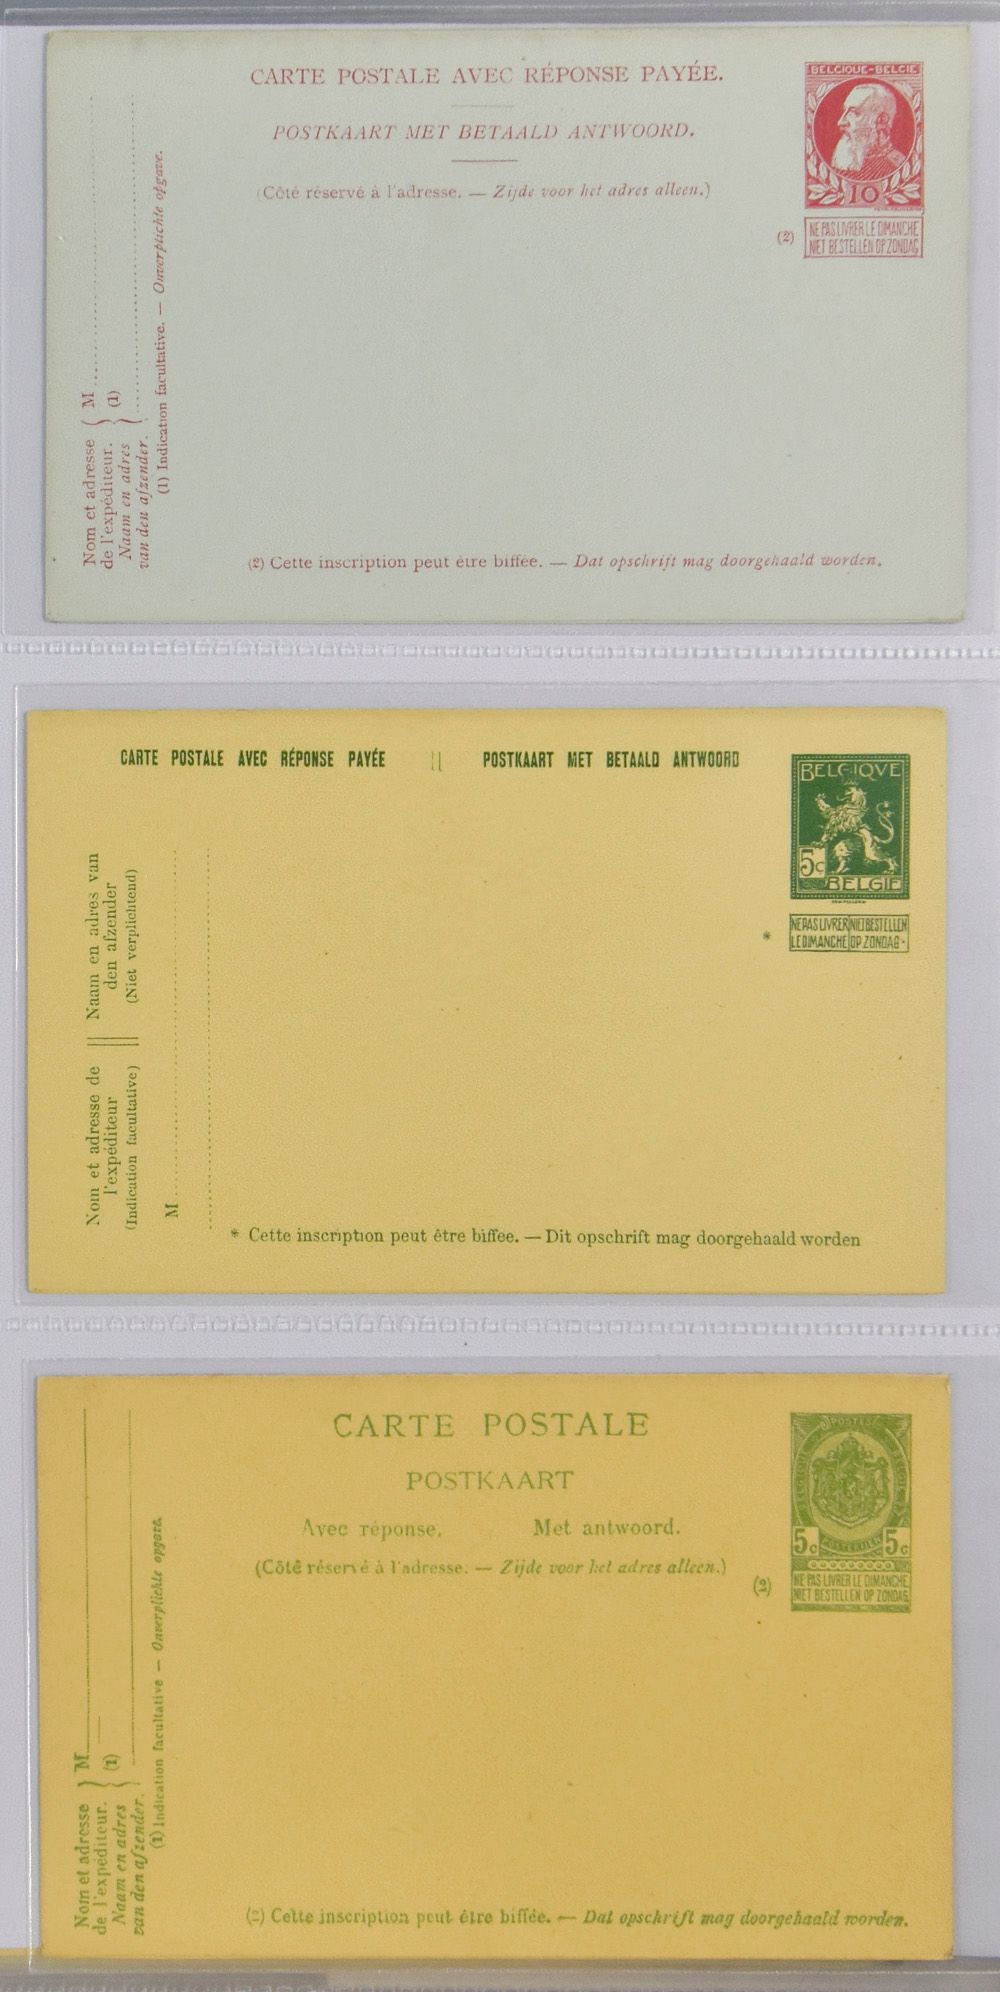 CARTE POSTALE AVEC RÉPONSE PAYÉE.
POSTKAART MET BETAALD ANTWOORD.
(Côté réservé à l'adresse. — Zijde voor het adres alleen.)
BELGIQUE-BELGIË
10
(2)
NE PAS LIVRER LE DIMANCHE
NIET BESTELLEN OP ZONDAG
Nom et adresse
de l'expéditeur.
Naam en adres
van den afzender.
M
(1)
(1) Indication facultative. — Onverplichte opgave.
(2) Cette inscription peut être biffée. — Dat opschrift mag doorgehaald worden.
CARTE POSTALE AVEC RÉPONSE PAYÉE || POSTKAART MET BETAALD ANTWOORD
BELGIQVE
5c
BELGIË
*
NE PAS LIVRER NIET BESTELLEN
LE DIMANCHE OP ZONDAG
Nom et adresse de
l'expéditeur
(Indication facultative)
Naam en adres van
den afzender
(Niet verplichtend)
M
* Cette inscription peut être biffee. — Dit opschrift mag doorgehaald worden
CARTE POSTALE
POSTKAART
Avec réponse. Met antwoord.
(Côté réservé à l'adresse. — Zijde voor het adres alleen.)
POSTES
POSTERIJEN
5c 5c
(2)
NE PAS LIVRER LE DIMANCHE
NIET BESTELLEN OP ZONDAG
Nom et adresse
de l'expéditeur.
Naam en adres
van den afzender.
M
(1)
(1) Indication facultative — Onverplichte opgave.
(2) Cette inscription peut être biffée. — Dat opschrift mag doorgehaald worden.